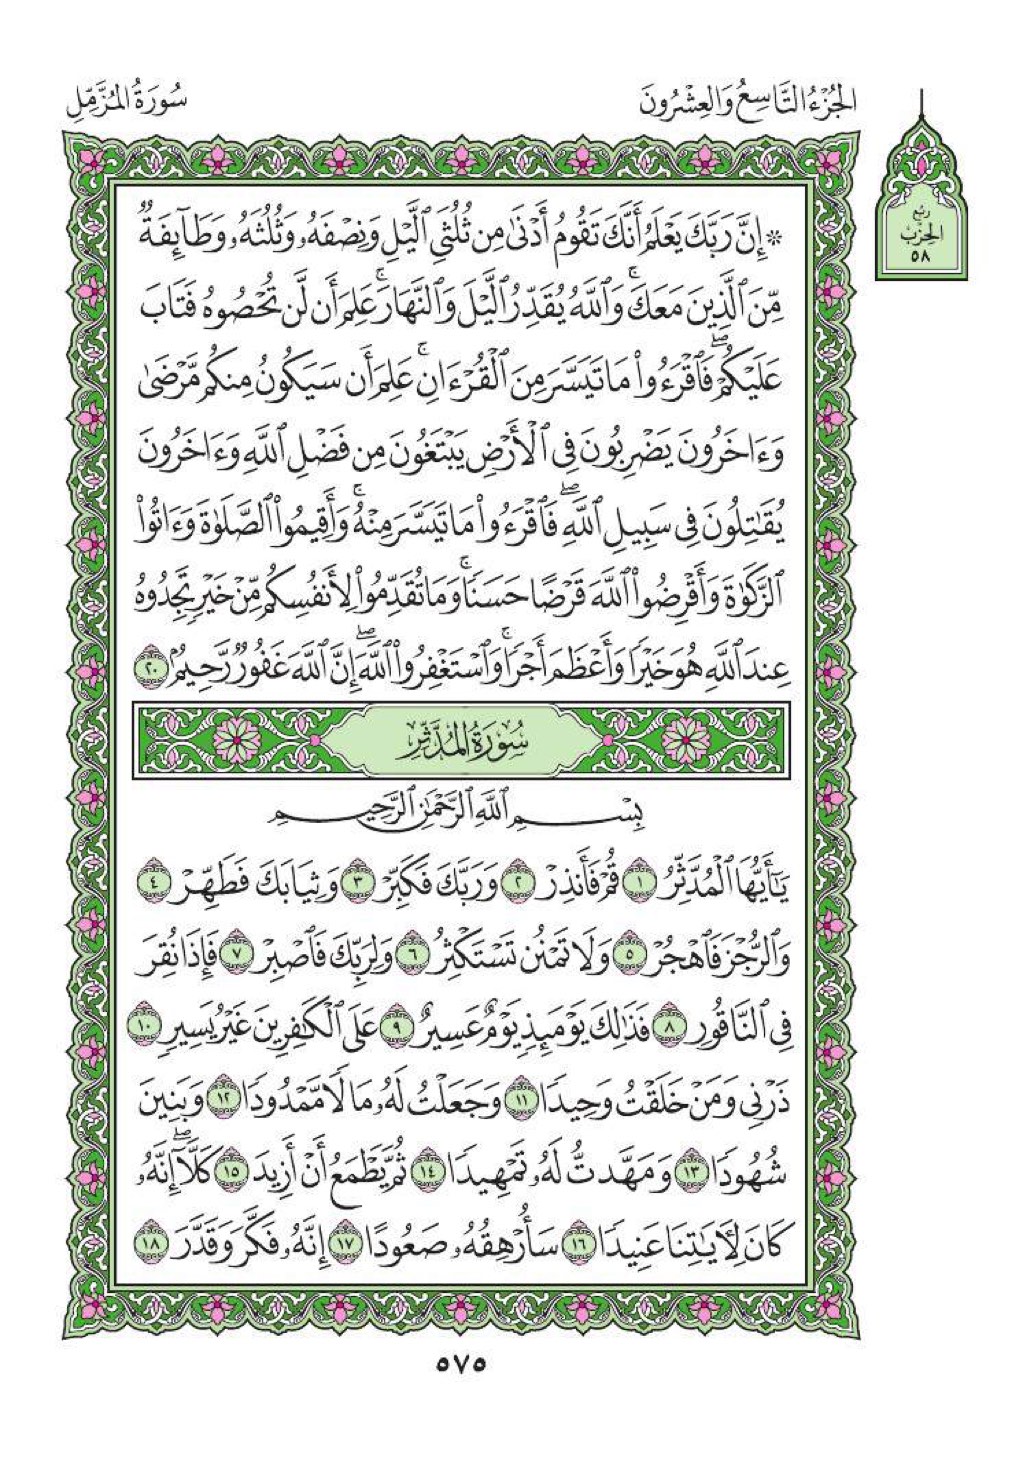 الجُزْءُ التَّاسِعُ وَالعِشْرُونَ
سُورَةُ المُزَّمِّلِ
رُبْع
الحِزْب
٥٨
۞ إِنَّ رَبَّكَ يَعْلَمُ أَنَّكَ تَقُومُ أَدْنَىٰ مِن ثُلُثَيِ ٱلَّيْلِ وَنِصْفَهُۥ وَثُلُثَهُۥ وَطَآئِفَةٌ
مِّنَ ٱلَّذِينَ مَعَكَۚ وَٱللَّهُ يُقَدِّرُ ٱلَّيْلَ وَٱلنَّهَارَۚ عَلِمَ أَن لَّن تُحْصُوهُ فَتَابَ
عَلَيْكُمْۖ فَٱقْرَءُوا۟ مَا تَيَسَّرَ مِنَ ٱلْقُرْءَانِۚ عَلِمَ أَن سَيَكُونُ مِنكُم مَّرْضَىٰ
وَءَاخَرُونَ يَضْرِبُونَ فِى ٱلْأَرْضِ يَبْتَغُونَ مِن فَضْلِ ٱللَّهِ وَءَاخَرُونَ
يُقَٰتِلُونَ فِى سَبِيلِ ٱللَّهِۖ فَٱقْرَءُوا۟ مَا تَيَسَّرَ مِنْهُۚ وَأَقِيمُوا۟ ٱلصَّلَوٰةَ وَءَاتُوا۟
ٱلزَّكَوٰةَ وَأَقْرِضُوا۟ ٱللَّهَ قَرْضًا حَسَنًاۚ وَمَا تُقَدِّمُوا۟ لِأَنفُسِكُم مِّنْ خَيْرٍ تَجِدُوهُ
عِندَ ٱللَّهِ هُوَ خَيْرًا وَأَعْظَمَ أَجْرًاۚ وَٱسْتَغْفِرُوا۟ ٱللَّهَۖ إِنَّ ٱللَّهَ غَفُورٌ رَّحِيمٌۢ ٢٠
سُورَةُ المُدَّثِّرِ
بِسْمِ ٱللَّهِ ٱلرَّحْمَٰنِ ٱلرَّحِيمِ
يَٰٓأَيُّهَا ٱلْمُدَّثِّرُ ١ قُمْ فَأَنذِرْ ٢ وَرَبَّكَ فَكَبِّرْ ٣ وَثِيَابَكَ فَطَهِّرْ ٤
وَٱلرُّجْزَ فَٱهْجُرْ ٥ وَلَا تَمْنُن تَسْتَكْثِرُ ٦ وَلِرَبِّكَ فَٱصْبِرْ ٧ فَإِذَا نُقِرَ
فِى ٱلنَّاقُورِ ٨ فَذَٰلِكَ يَوْمَئِذٍ يَوْمٌ عَسِيرٌ ٩ عَلَى ٱلْكَٰفِرِينَ غَيْرُ يَسِيرٍ ١٠
ذَرْنِى وَمَنْ خَلَقْتُ وَحِيدًا ١١ وَجَعَلْتُ لَهُۥ مَالًا مَّمْدُودًا ١٢ وَبَنِينَ
شُهُودًا ١٣ وَمَهَّدتُّ لَهُۥ تَمْهِيدًا ١٤ ثُمَّ يَطْمَعُ أَنْ أَزِيدَ ١٥ كَلَّآۖ إِنَّهُۥ
كَانَ لِـَٔايَٰتِنَا عَنِيدًا ١٦ سَأُرْهِقُهُۥ صَعُودًا ١٧ إِنَّهُۥ فَكَّرَ وَقَدَّرَ ١٨
٥٧٥